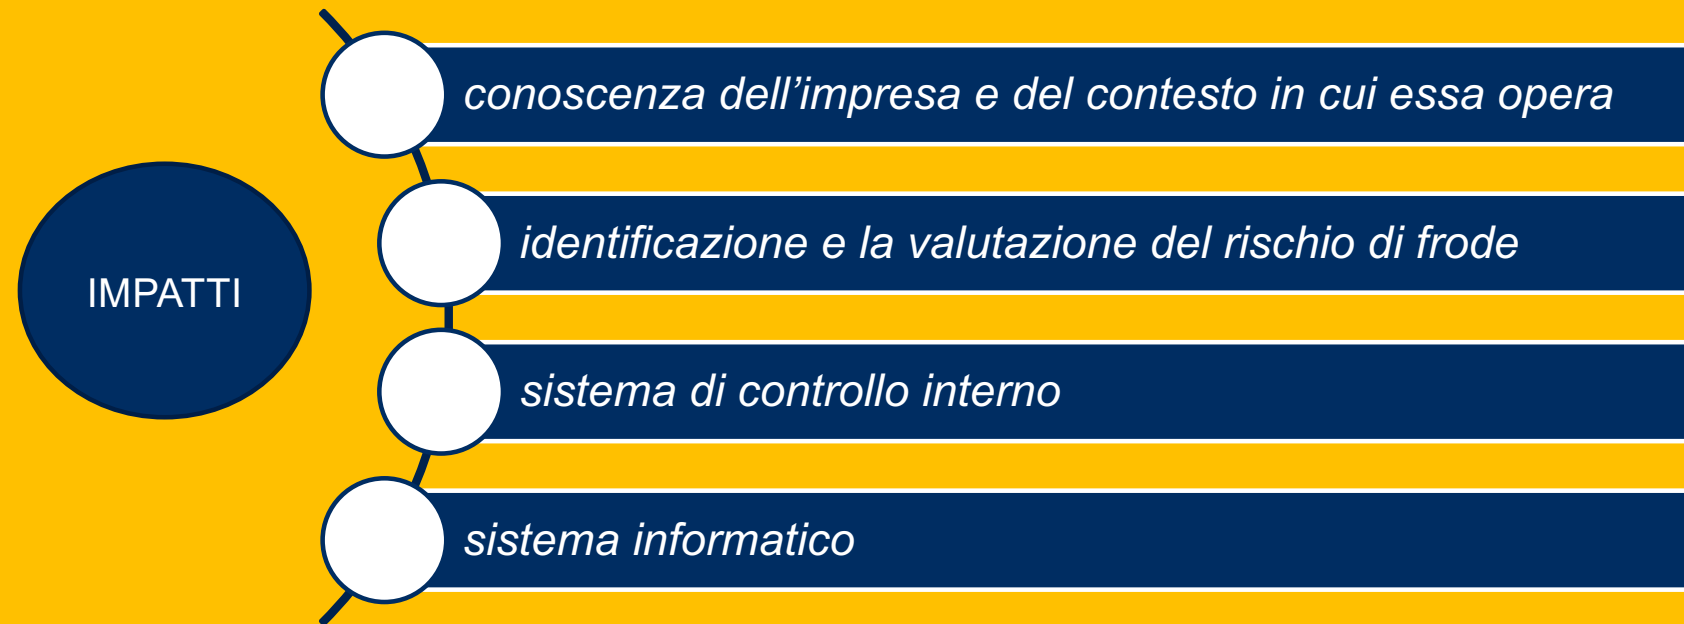 IMPATTI
conoscenza dell’impresa e del contesto in cui essa opera
identificazione e la valutazione del rischio di frode
sistema di controllo interno
sistema informatico